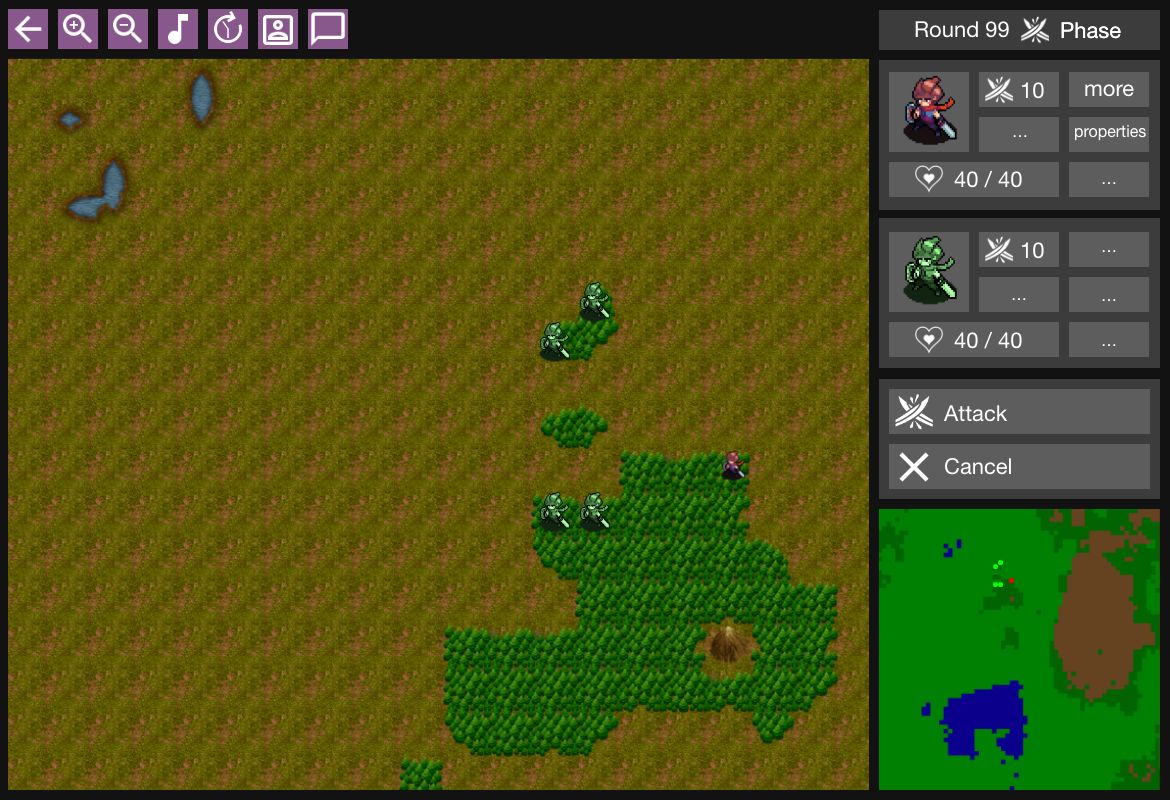 Round 99 Phase
10
more
...
properties
40 / 40
...
10
...
...
...
40 / 40
...
Attack
Cancel